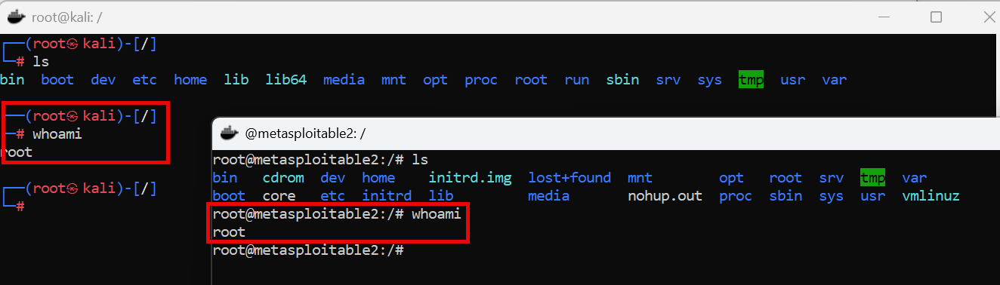 root@kali: /
┌──(root㉿kali)-[/]
└─# ls
bin boot dev etc home lib lib64 media mnt opt proc root run sbin srv sys tmp usr var
┌──(root㉿kali)-[/]
└─# whoami
root
┌──(root㉿kali)-[/]
└─#
@metasploitable2: /
root@metasploitable2:/# ls
bin cdrom dev home initrd.img lost+found mnt opt root srv tmp var
boot core etc initrd lib media nohup.out proc sbin sys usr vmlinuz
root@metasploitable2:/# whoami
root
root@metasploitable2:/#